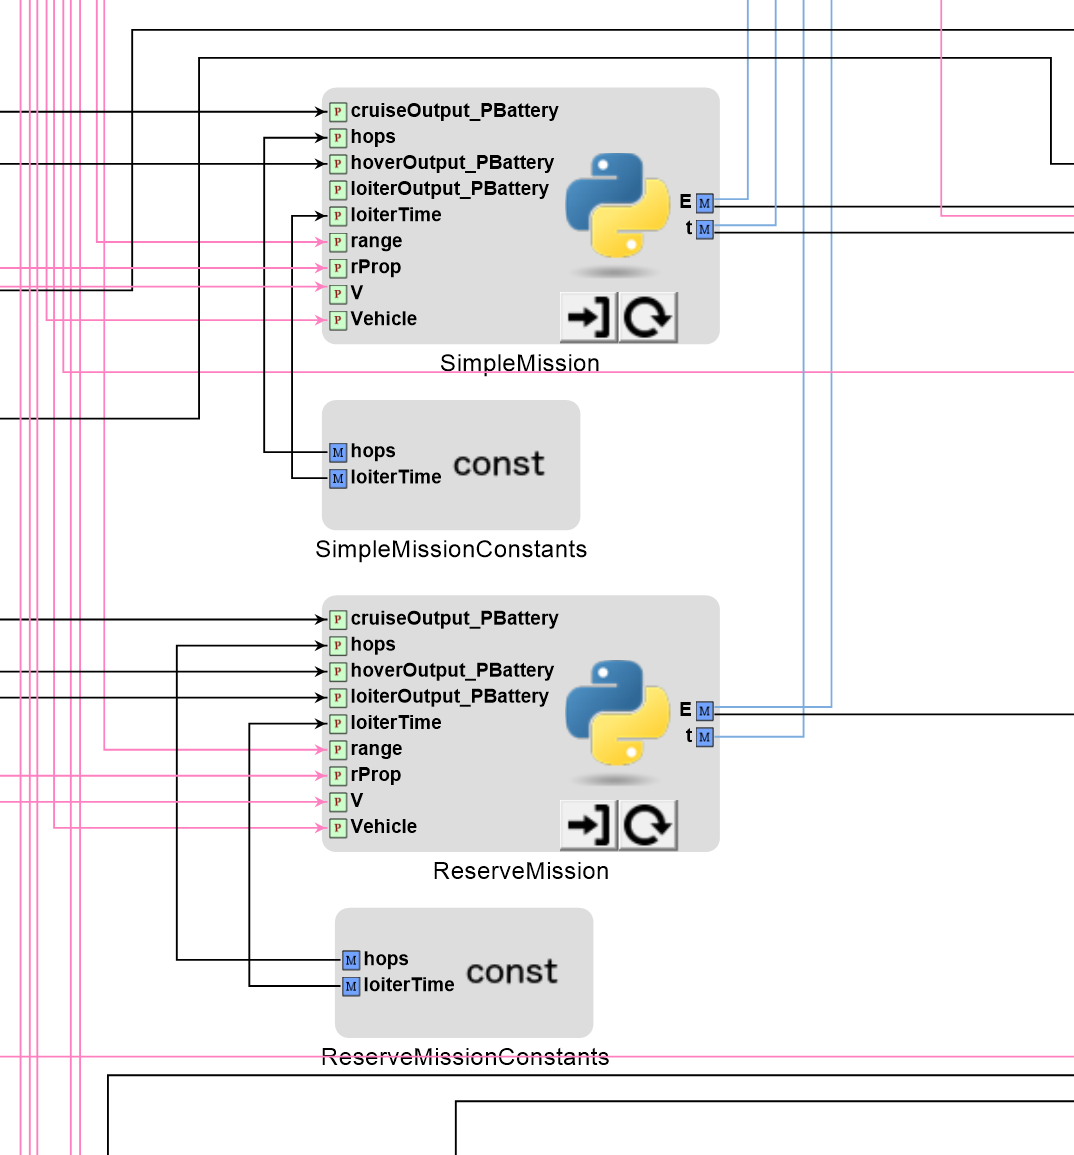 P cruiseOutput_PBattery
P hops
P hoverOutput_PBattery
P loiterOutput_PBattery
E M
P loiterTime
t M
P range
P rProp
P V
P Vehicle
SimpleMission
M hops
const
M loiterTime
SimpleMissionConstants
P cruiseOutput_PBattery
P hops
P hoverOutput_PBattery
P loiterOutput_PBattery
E M
P loiterTime
t M
P range
P rProp
P V
P Vehicle
ReserveMission
M hops
const
M loiterTime
ReserveMissionConstants